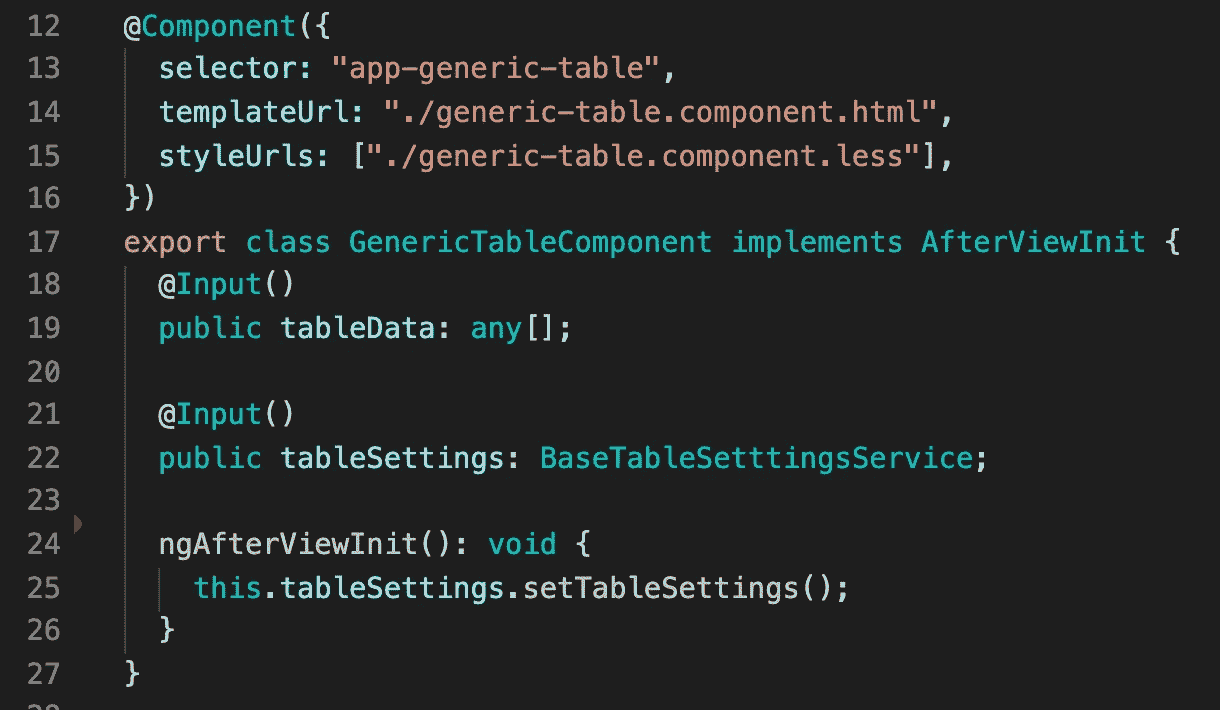 12 @Component({
13 selector: "app-generic-table",
14 templateUrl: "./generic-table.component.html",
15 styleUrls: ["./generic-table.component.less"],
16 })
17 export class GenericTableComponent implements AfterViewInit {
18 @Input()
19 public tableData: any[];
20
21 @Input()
22 public tableSettings: BaseTableSetttingsService;
23
24 ngAfterViewInit(): void {
25 this.tableSettings.setTableSettings();
26 }
27 }